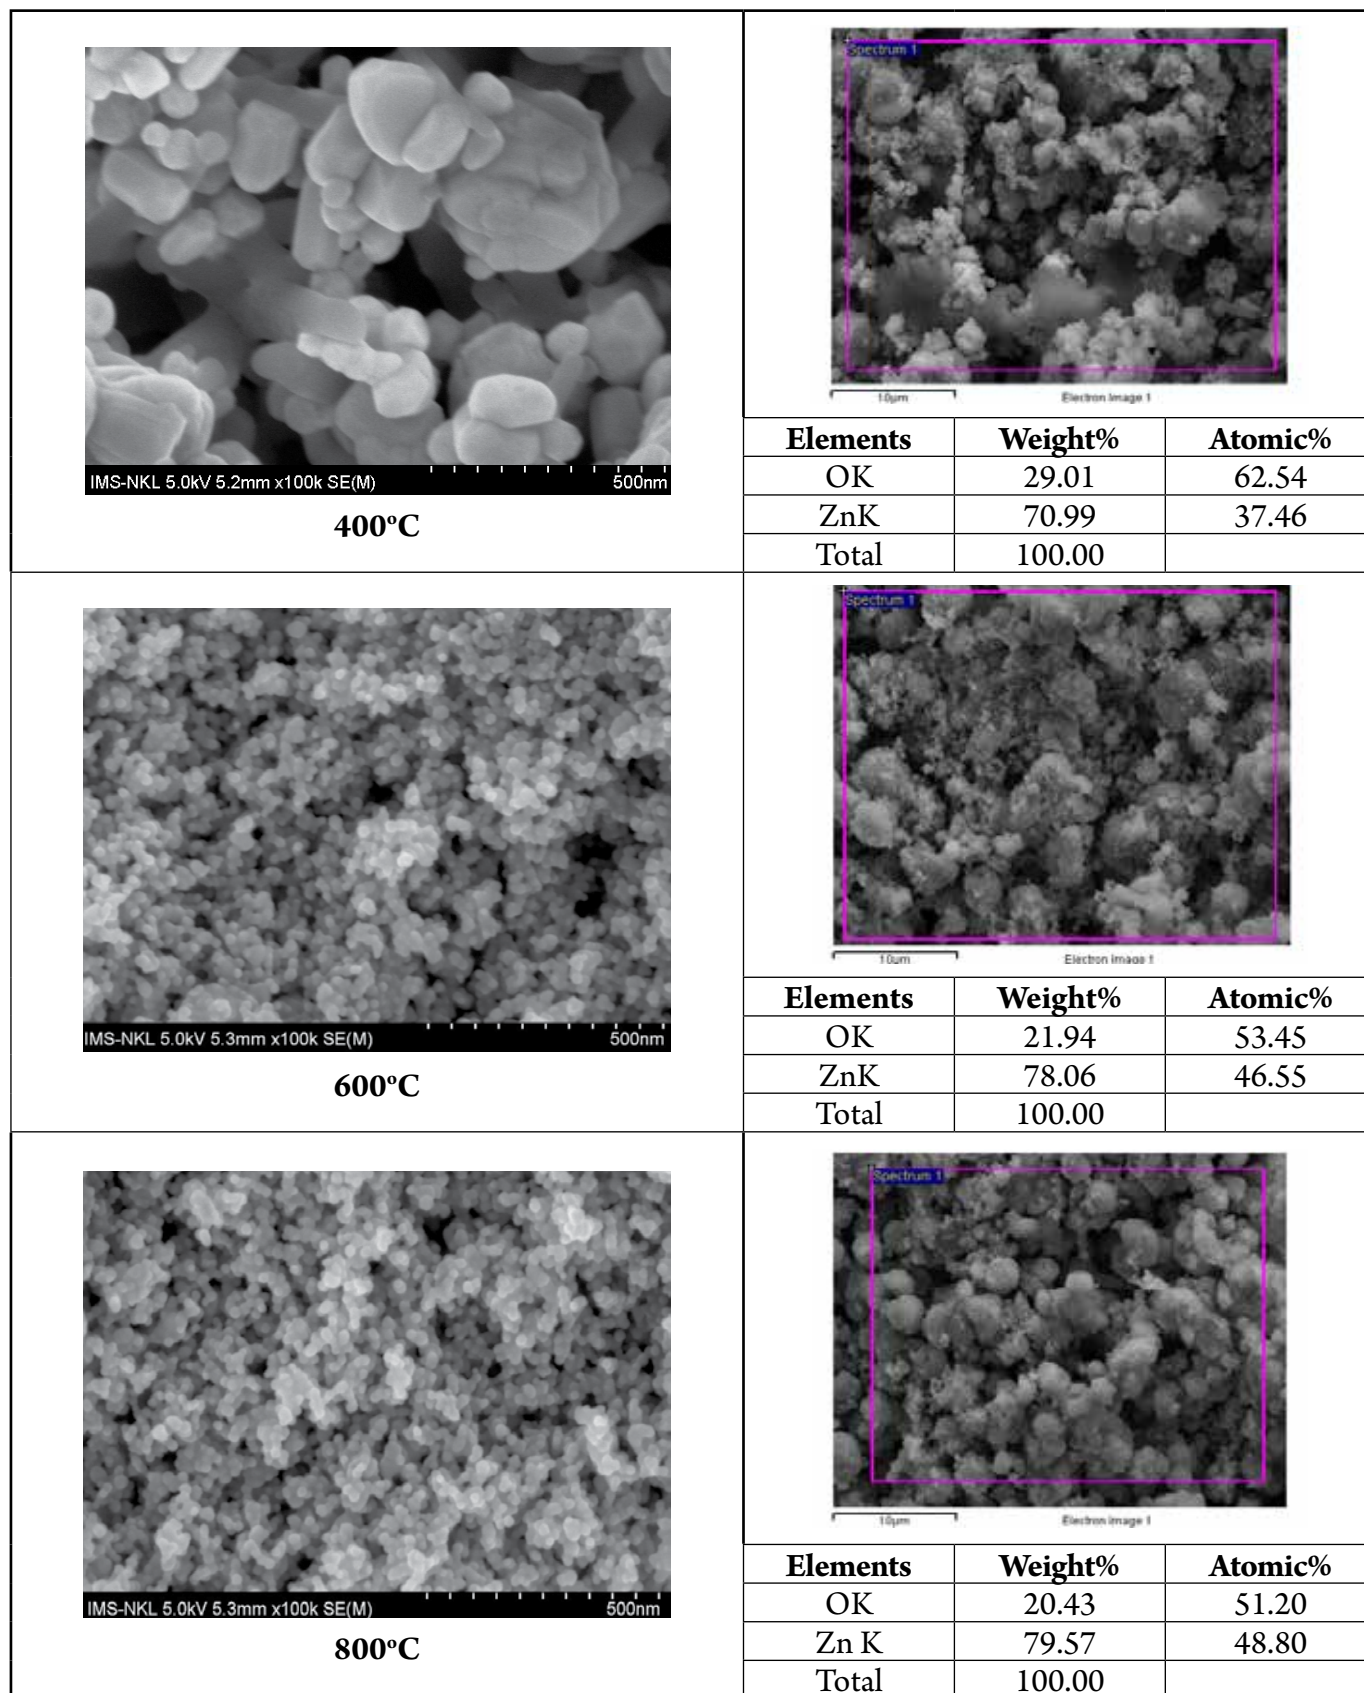 Spectrum 1
10µm Electron Image 1
IMS-NKL 5.0kV 5.2mm x100k SE(M) 500nm
400ºC
Elements Weight% Atomic%
OK 29.01 62.54
ZnK 70.99 37.46
Total 100.00
Spectrum 1
10µm Electron Image 1
IMS-NKL 5.0kV 5.3mm x100k SE(M) 500nm
600ºC
Elements Weight% Atomic%
OK 21.94 53.45
ZnK 78.06 46.55
Total 100.00
Spectrum 1
10µm Electron Image 1
IMS-NKL 5.0kV 5.3mm x100k SE(M) 500nm
800ºC
Elements Weight% Atomic%
OK 20.43 51.20
Zn K 79.57 48.80
Total 100.00